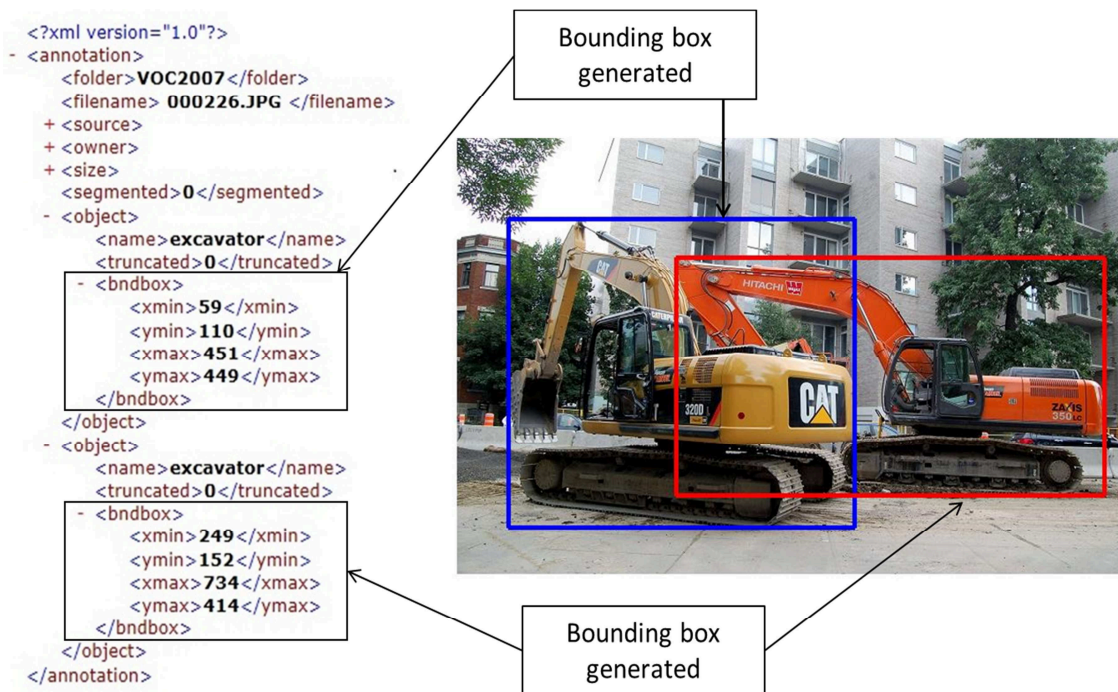 <?xml version="1.0"?>
- <annotation>
<folder>VOC2007</folder>
<filename> 000226.JPG </filename>
+ <source>
+ <owner>
+ <size>
<segmented>0</segmented>
- <object>
<name>excavator</name>
<truncated>0</truncated>
- <bndbox>
<xmin>59</xmin>
<ymin>110</ymin>
<xmax>451</xmax>
<ymax>449</ymax>
</bndbox>
</object>
- <object>
<name>excavator</name>
<truncated>0</truncated>
- <bndbox>
<xmin>249</xmin>
<ymin>152</ymin>
<xmax>734</xmax>
<ymax>414</ymax>
</bndbox>
</object>
</annotation>
Bounding box
generated
CAT
HITACHI
CATERPILLAR
320D
CAT
ZAXIS
350LC
Bounding box
generated